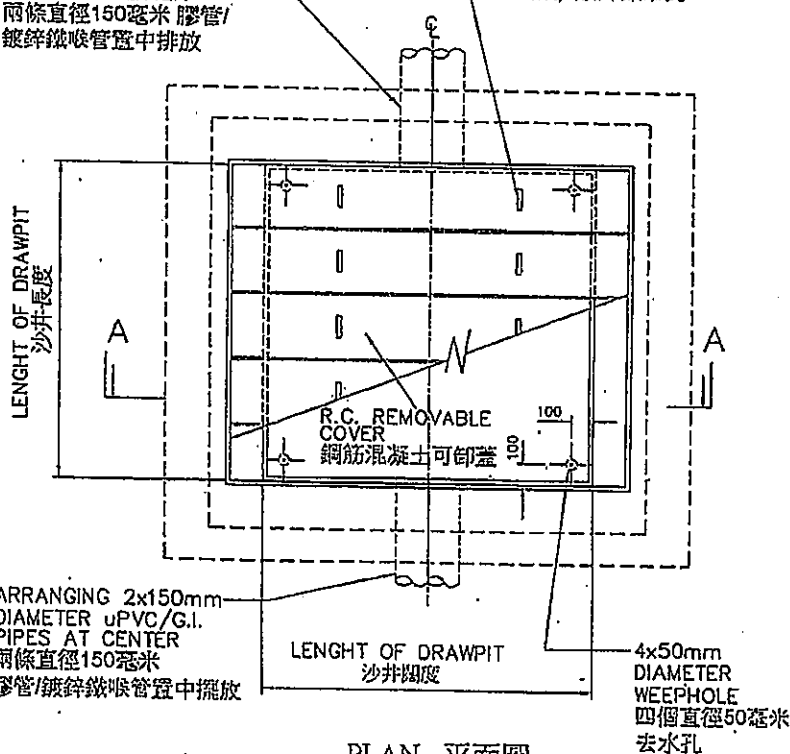 兩條直徑150毫米 膠管/
鍍鋅鐵喉管置中排放
℄
LENGHT OF DRAWPIT
沙井長度
A
A
R.C. REMOVABLE
COVER
鋼筋混凝土可卸蓋
100
100
ARRANGING 2x150mm
DIAMETER uPVC/G.I.
PIPES AT CENTER
兩條直徑150毫米
膠管/鍍鋅鐵喉管置中擺放
LENGHT OF DRAWPIT
沙井闊度
4x50mm
DIAMETER
WEEPHOLE
四個直徑50毫米
去水孔
PLAN 平面圖